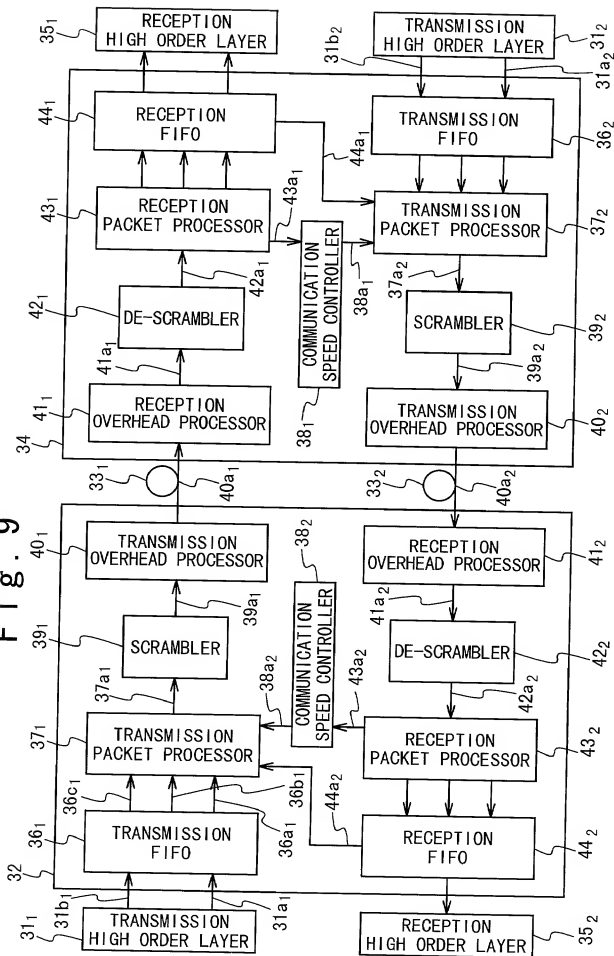 Fig. 9
32
31₁
TRANSMISSION
HIGH ORDER LAYER
31b₁
31a₁
36₁
TRANSMISSION
FIFO
36c₁
36b₁
36a₁
37₁
TRANSMISSION
PACKET PROCESSOR
37a₁
39₁
SCRAMBLER
39a₁
40₁
TRANSMISSION
OVERHEAD PROCESSOR
33₁
40a₁
34
41₁
RECEPTION
OVERHEAD PROCESSOR
41a₁
42₁
DE-SCRAMBLER
42a₁
43₁
RECEPTION
PACKET PROCESSOR
43a₁
44₁
RECEPTION
FIFO
44a₁
35₁
RECEPTION
HIGH ORDER LAYER
38a₂
COMMUNICATION
SPEED CONTROLLER
38₂
43a₂
44a₂
38₁
COMMUNICATION
SPEED CONTROLLER
38a₁
35₂
RECEPTION
HIGH ORDER LAYER
RECEPTION
FIFO
44₂
RECEPTION
PACKET PROCESSOR
43₂
42a₂
DE-SCRAMBLER
42₂
41a₂
RECEPTION
OVERHEAD PROCESSOR
41₂
33₂
40a₂
TRANSMISSION
OVERHEAD PROCESSOR
40₂
39a₂
SCRAMBLER
39₂
37a₂
TRANSMISSION
PACKET PROCESSOR
37₂
TRANSMISSION
FIFO
36₂
31b₂
31a₂
TRANSMISSION
HIGH ORDER LAYER
31₂